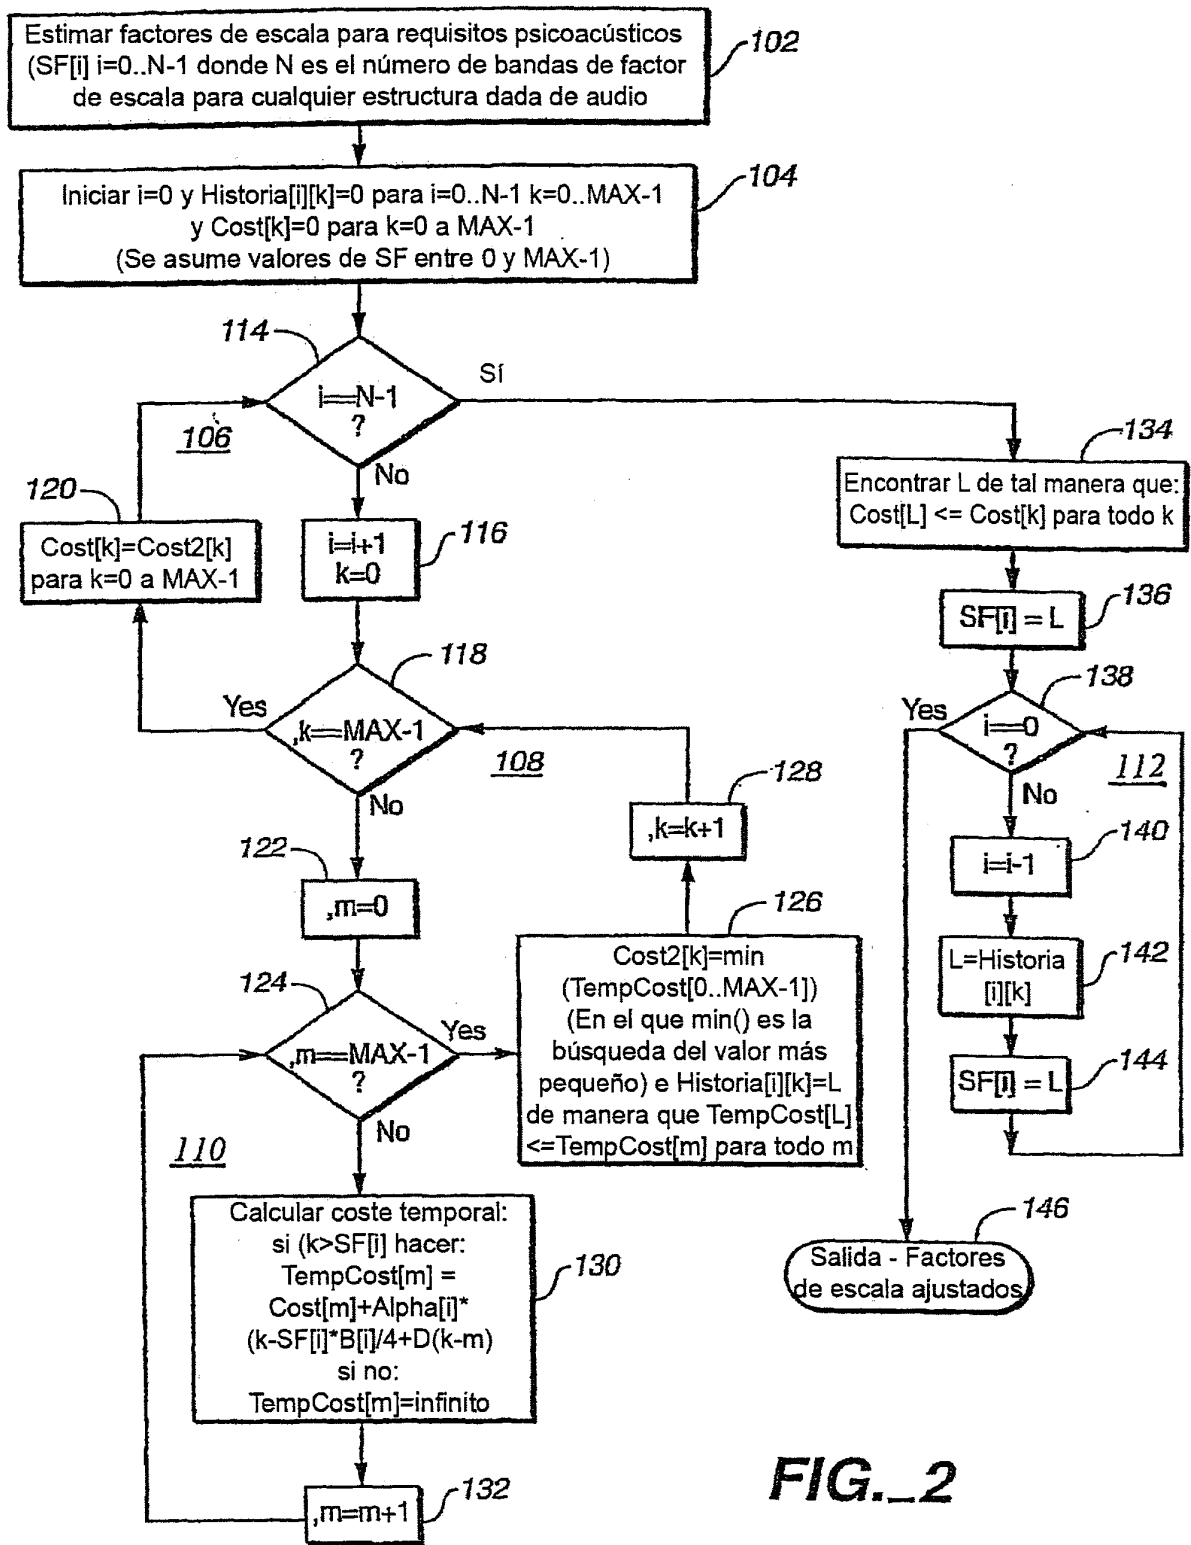 Estimar factores de escala para requisitos psicoacústicos
(SF[i] i=0..N-1 donde N es el número de bandas de factor
de escala para cualquier estructura dada de audio
102
Iniciar i=0 y Historia[i][k]=0 para i=0..N-1 k=0..MAX-1
y Cost[k]=0 para k=0 a MAX-1
(Se asume valores de SF entre 0 y MAX-1)
104
114
i==N-1
?
Sí
No
106
120
Cost[k]=Cost2[k]
para k=0 a MAX-1
i=i+1
k=0
116
118
,k==MAX-1
?
Yes
No
108
128
,k=k+1
122
,m=0
124
,m==MAX-1
?
Yes
No
110
126
Cost2[k]=min
(TempCost[0..MAX-1])
(En el que min() es la
búsqueda del valor más
pequeño) e Historia[i][k]=L
de manera que TempCost[L]
<=TempCost[m] para todo m
Calcular coste temporal:
si (k>SF[i] hacer:
TempCost[m] =
Cost[m]+Alpha[i]*
(k-SF[i]*B[i]/4+D(k-m)
si no:
TempCost[m]=infinito
130
,m=m+1
132
134
Encontrar L de tal manera que:
Cost[L] <= Cost[k] para todo k
SF[i] = L
136
138
i==0
?
Yes
No
112
i=i-1
140
L=Historia
[i][k]
142
SF[i] = L
144
146
Salida - Factores
de escala ajustados
FIG._2